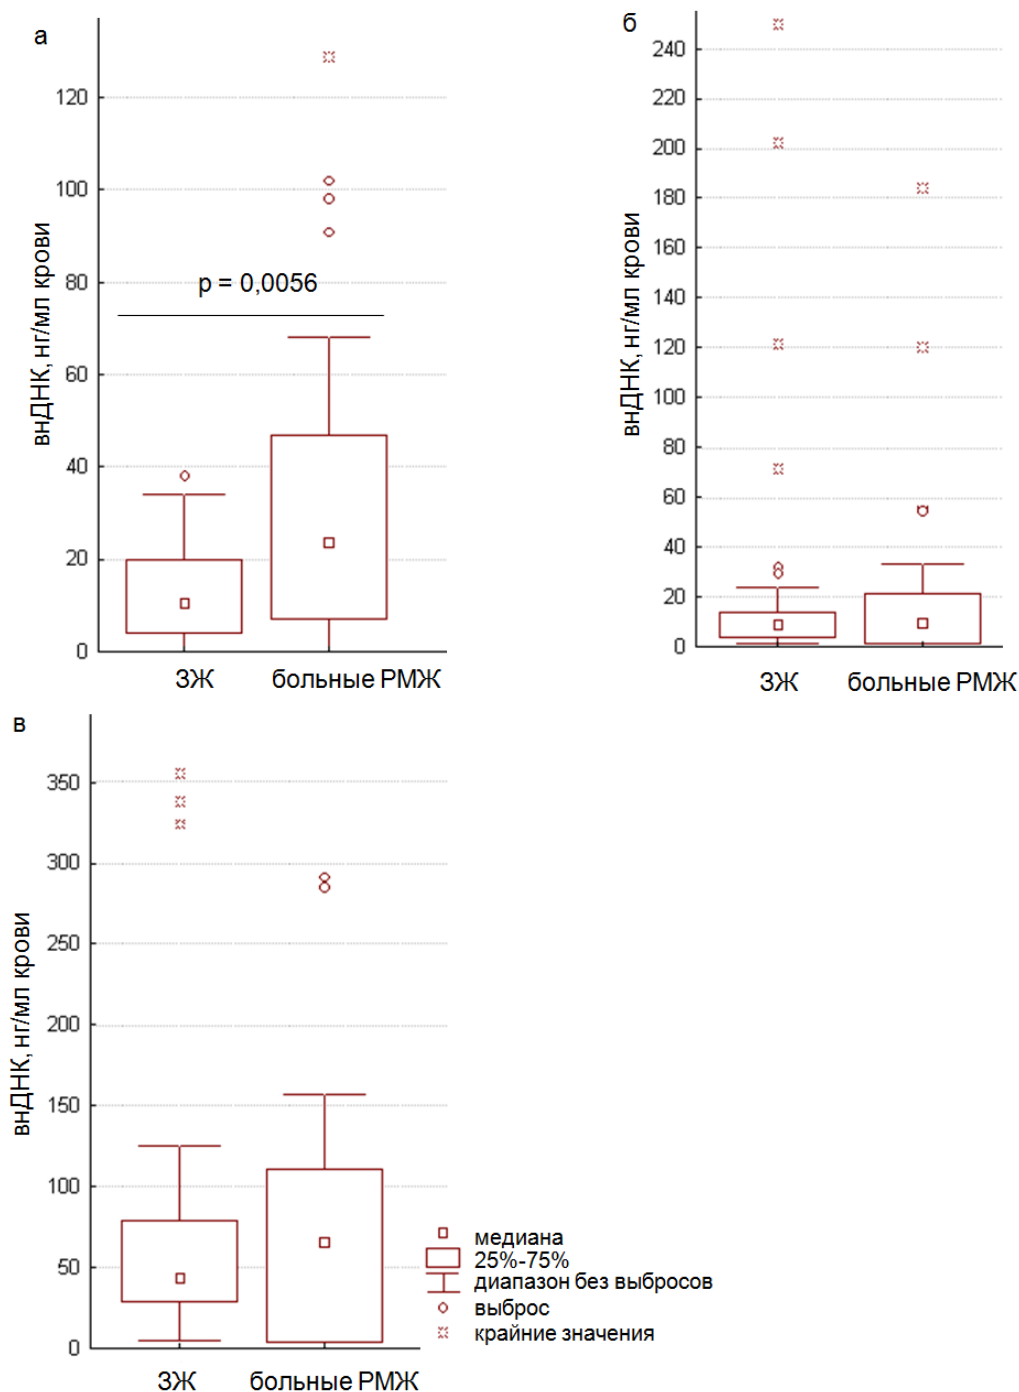 а
внДНК, нг/мл крови
120
100
80
60
40
20
0
p = 0,0056
ЗЖ
больные РМЖ
б
внДНК, нг/мл крови
240
220
200
180
160
140
120
100
80
60
40
20
0
ЗЖ
больные РМЖ
в
внДНК, нг/мл крови
350
300
250
200
150
100
50
0
ЗЖ
больные РМЖ
медиана
25%-75%
диапазон без выбросов
выброс
крайние значения